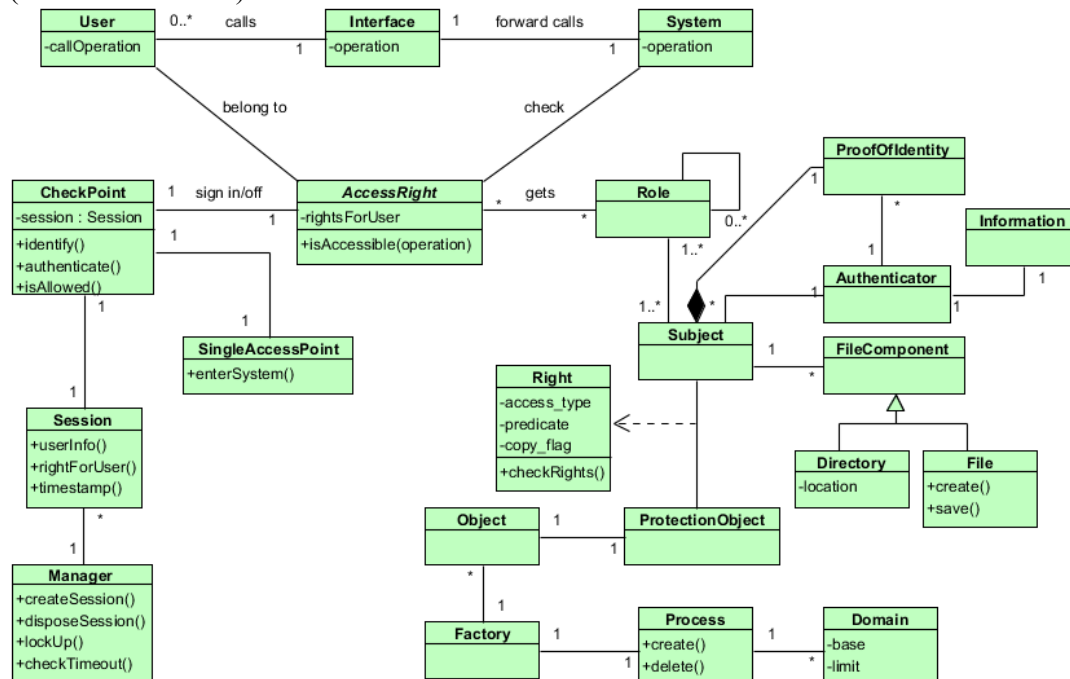 User
-callOperation
0..*
calls
1
Interface
-operation
1
forward calls
1
System
-operation
belong to
check
CheckPoint
-session : Session
+identify()
+authenticate()
+isAllowed()
1
sign in/off
1
AccessRight
-rightsForUser
+isAccessible(operation)
*
gets
*
Role
0..*
1..*
1..*
ProofOfIdentity
1
*
*
1
Information
1
Authenticator
1
1
Subject
1
*
FileComponent
1
1
SingleAccessPoint
+enterSystem()
1
1
Session
+userInfo()
+rightForUser()
+timestamp()
*
1
Manager
+createSession()
+disposeSession()
+lockUp()
+checkTimeout()
Right
-access_type
-predicate
-copy_flag
+checkRights()
Directory
-location
File
+create()
+save()
Object
1
1
ProtectionObject
*
1
Factory
1
1
Process
+create()
+delete()
1
*
Domain
-base
-limit